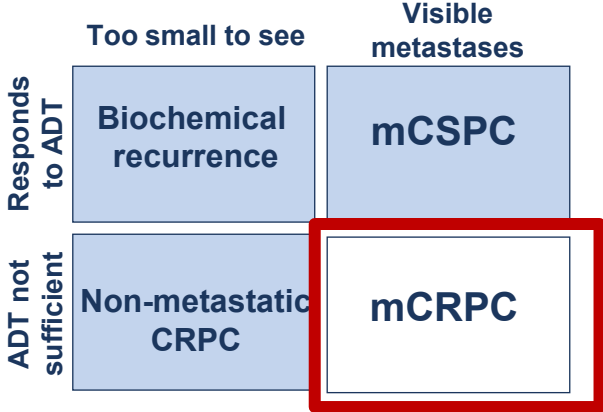 Too small to see
Visible
metastases
Responds
to ADT
Biochemical
recurrence
mCSPC
ADT not
sufficient
Non-metastatic
CRPC
mCRPC